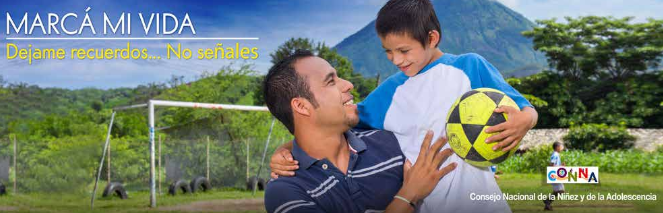 MARCÁ MI VIDA
Dejame recuerdos... No señales
CONNA
Consejo Nacional de la Niñez y de la Adolescencia